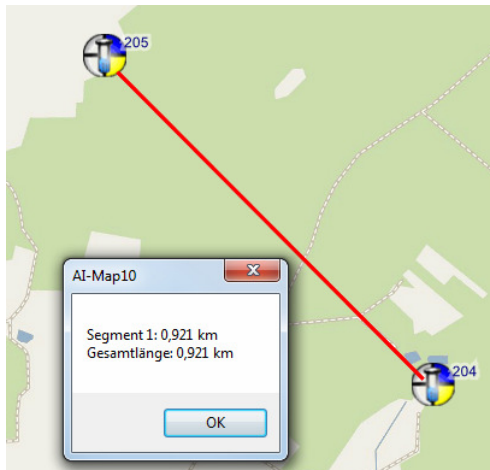 205
AI-Map10
Segment 1: 0,921 km
Gesamtlänge: 0,921 km
204
OK